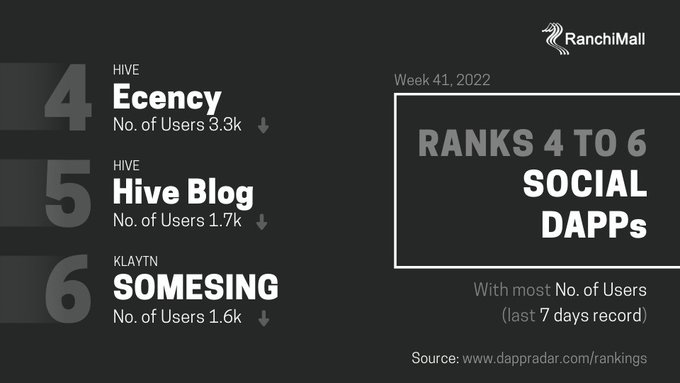 RanchiMall
Week 41, 2022
RANKS 4 TO 6
SOCIAL
DAPPs
With most No. of Users
(last 7 days record)
4
HIVE
Ecency
No. of Users 3.3k
5
HIVE
Hive Blog
No. of Users 1.7k
6
KLAYTN
SOMESING
No. of Users 1.6k
Source: www.dappradar.com/rankings